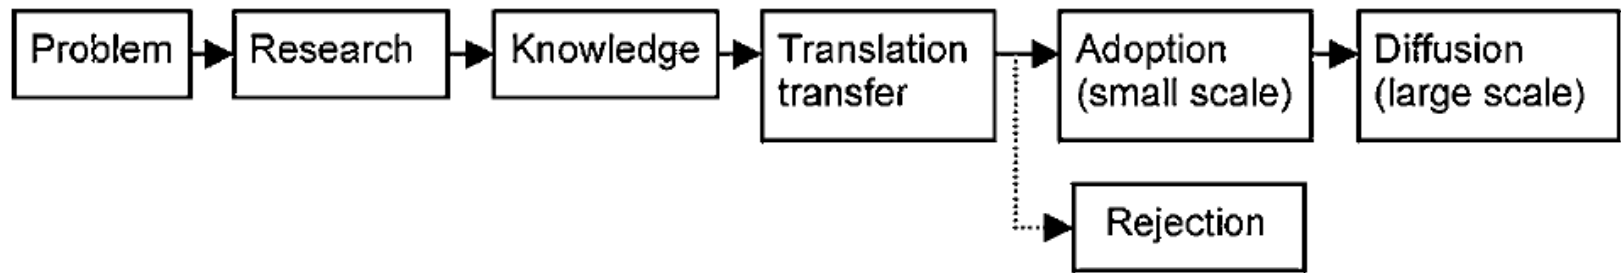 Problem
Research
Knowledge
Translation
transfer
Adoption
(small scale)
Diffusion
(large scale)
Rejection